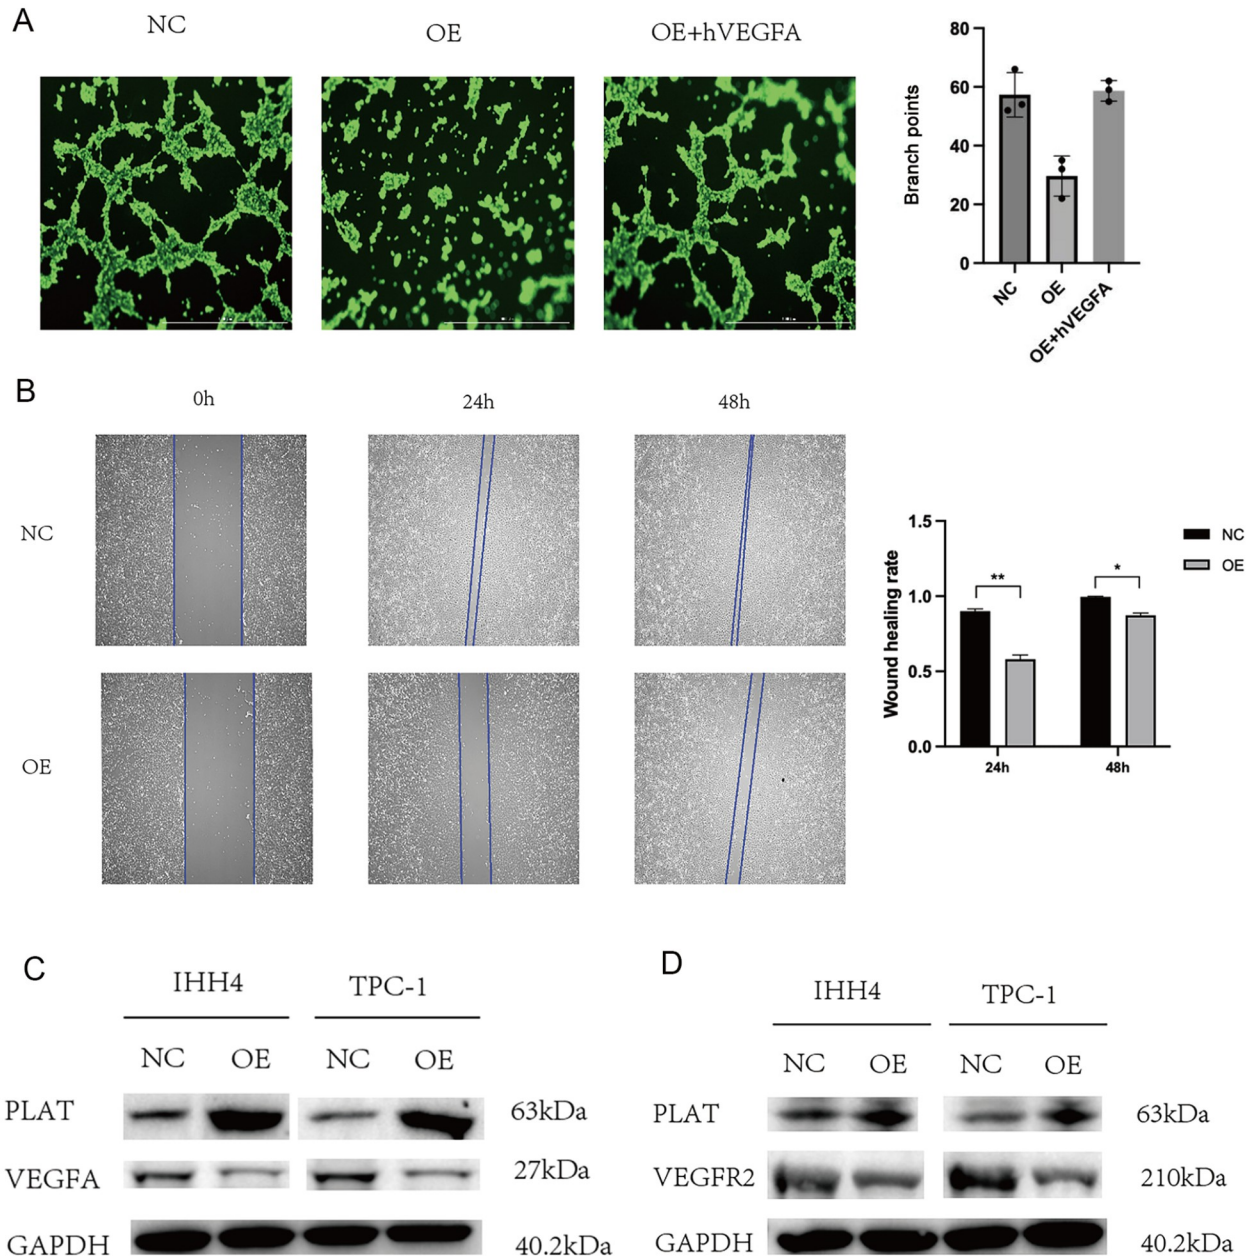 A
NC
OE
OE+hVEGFA
Branch points
80
60
40
20
0
NC
OE
OE+hVEGFA
B
0h
24h
48h
NC
OE
Wound healing rate
1.5
1.0
0.5
0.0
**
*
24h
48h
NC
OE
C
IHH4
TPC-1
NC
OE
NC
OE
PLAT
63kDa
VEGFA
27kDa
GAPDH
40.2kDa
D
IHH4
TPC-1
NC
OE
NC
OE
PLAT
63kDa
VEGFR2
210kDa
GAPDH
40.2kDa